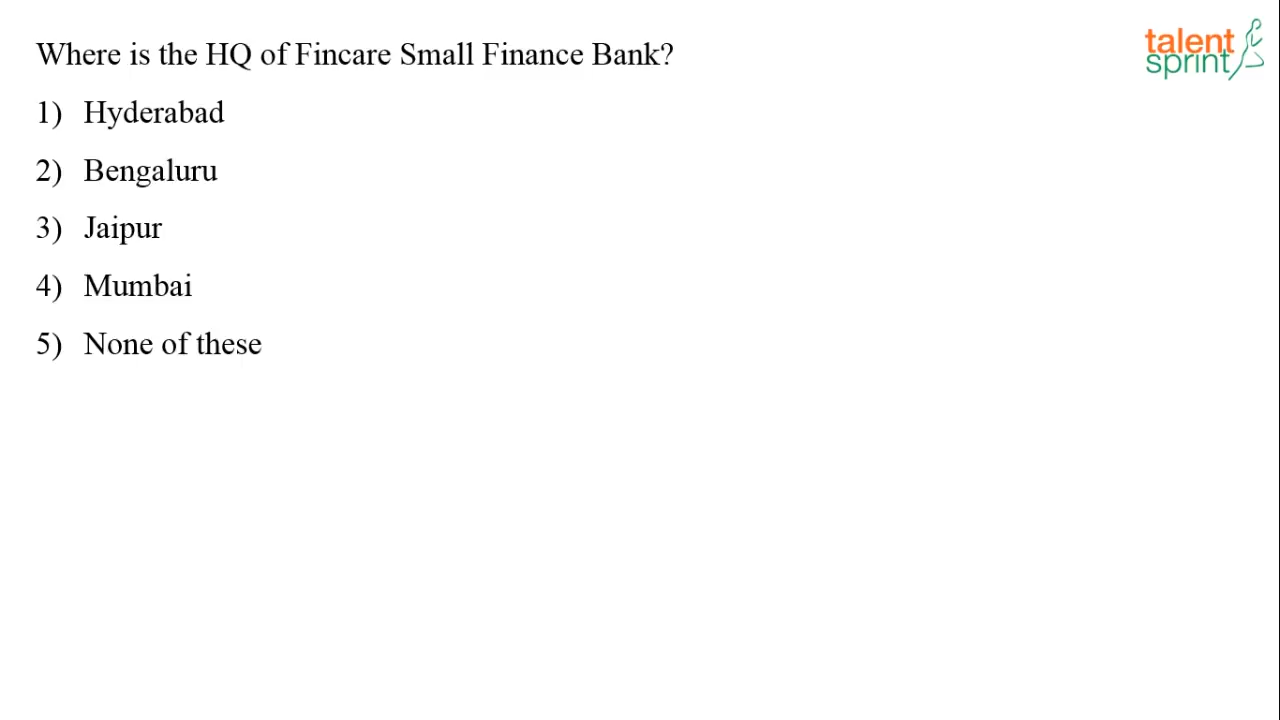 Where is the HQ of Fincare Small Finance Bank?
1) Hyderabad
2) Bengaluru
3) Jaipur
4) Mumbai
5) None of these
talent
sprint